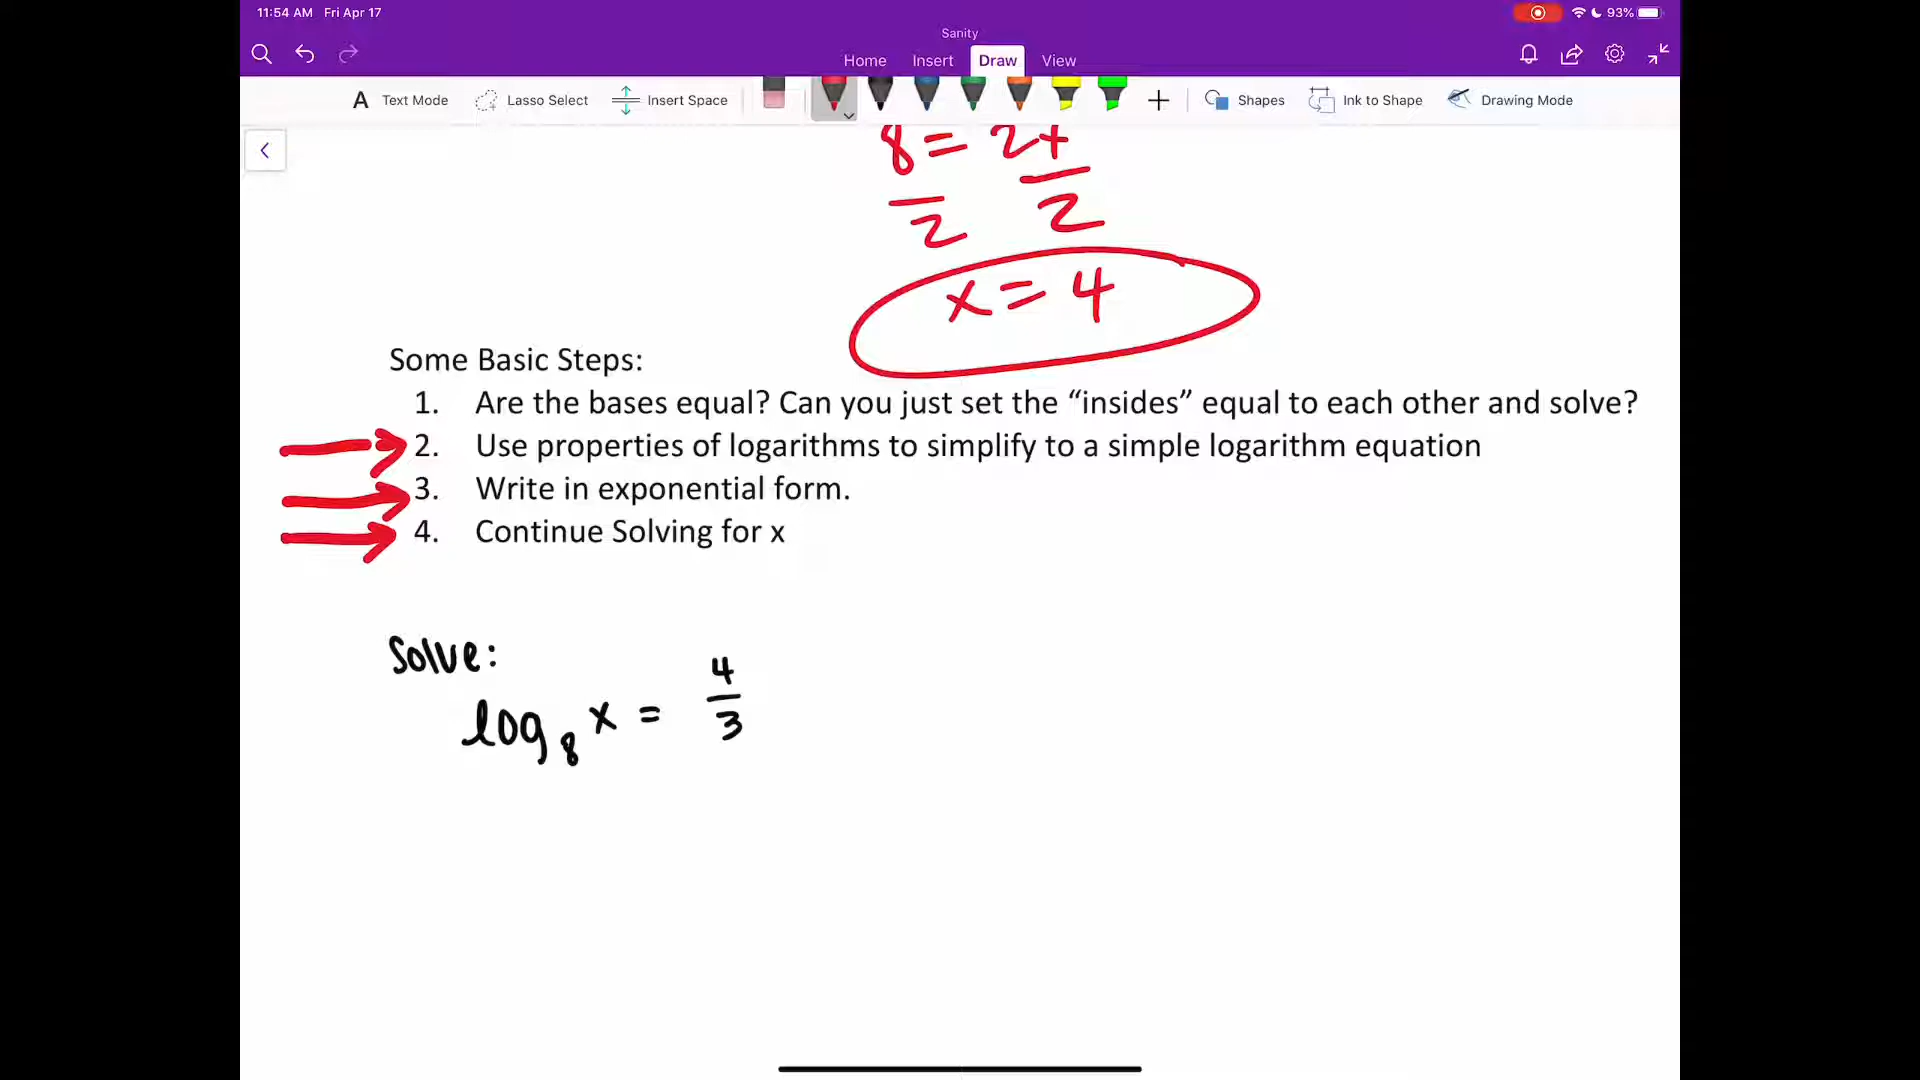 11:54 AM Fri Apr 17
93%
Sanity
Home Insert Draw View
A Text Mode Lasso Select Insert Space Shapes Ink to Shape Drawing Mode
8 = 2x
2 2
x = 4
Some Basic Steps:
1. Are the bases equal? Can you just set the “insides” equal to each other and solve?
2. Use properties of logarithms to simplify to a simple logarithm equation
3. Write in exponential form.
4. Continue Solving for x
Solve:
log₈ x = 4/3